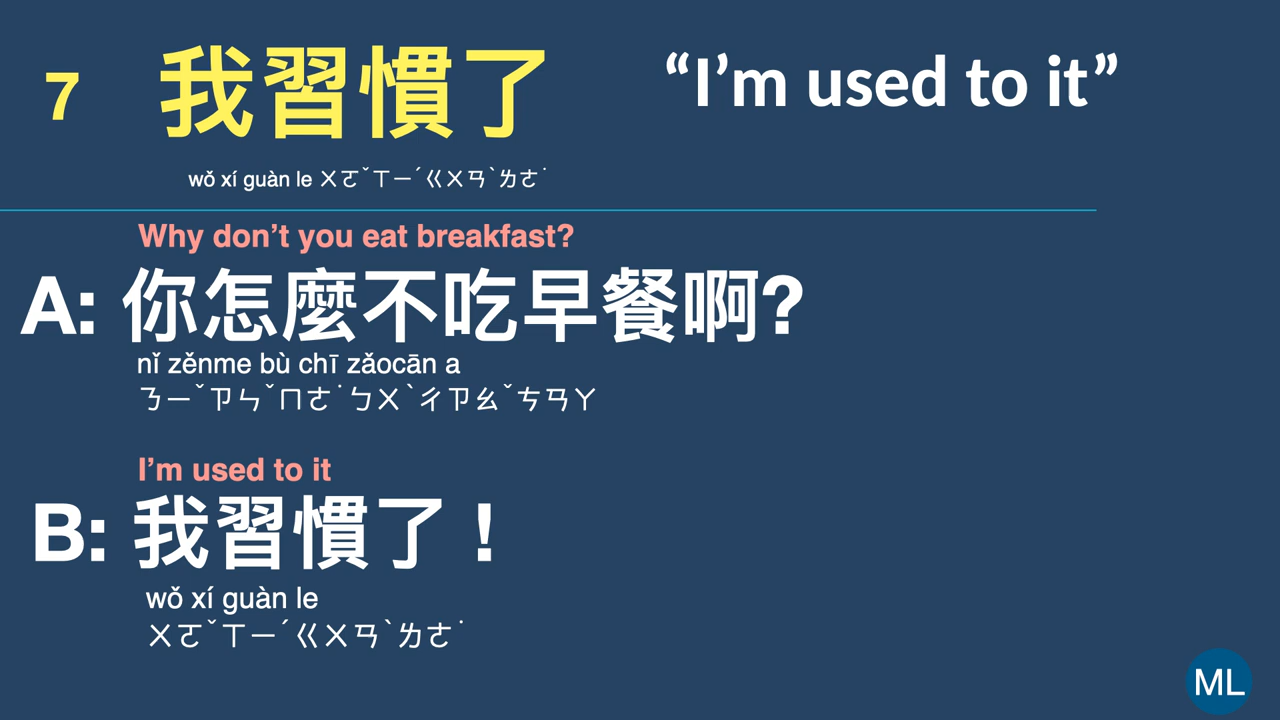 7 我習慣了 “I’m used to it”
wǒ xí guàn le ㄨㄛˇㄒㄧˊㄍㄨㄢˋㄌㄜ˙
Why don’t you eat breakfast?
A: 你怎麼不吃早餐啊?
nǐ zěnme bù chī zǎocān a
ㄋㄧˇㄗㄣˇㄇㄜ˙ㄅㄨˋㄔㄗㄠˇㄘㄢㄚ
I’m used to it
B: 我習慣了！
wǒ xí guàn le
ㄨㄛˇㄒㄧˊㄍㄨㄢˋㄌㄜ˙
ML